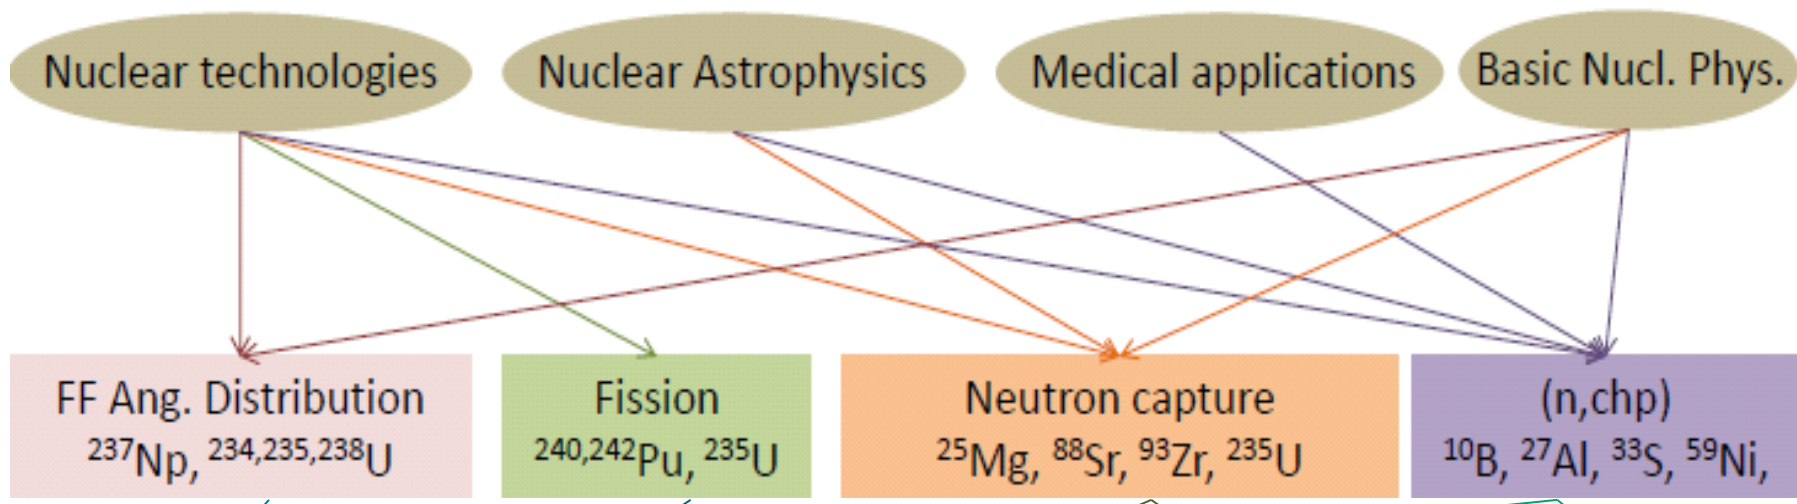 Nuclear technologies
Nuclear Astrophysics
Medical applications
Basic Nucl. Phys.
FF Ang. Distribution
²³⁷Np, ²³⁴,²³⁵,²³⁸U
Fission
²⁴⁰,²⁴²Pu, ²³⁵U
Neutron capture
²⁵Mg, ⁸⁸Sr, ⁹³Zr, ²³⁵U
(n,chp)
¹⁰B, ²⁷Al, ³³S, ⁵⁹Ni,